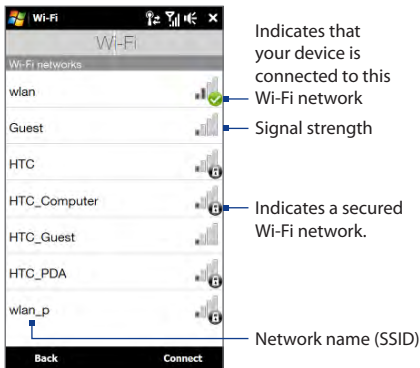 Wi-Fi
Wi-Fi
Wi-Fi networks
wlan
Guest
HTC
HTC_Computer
HTC_Guest
HTC_PDA
wlan_p
Back Connect
Indicates that
your device is
connected to this
Wi-Fi network
Signal strength
Indicates a secured
Wi-Fi network.
Network name (SSID)